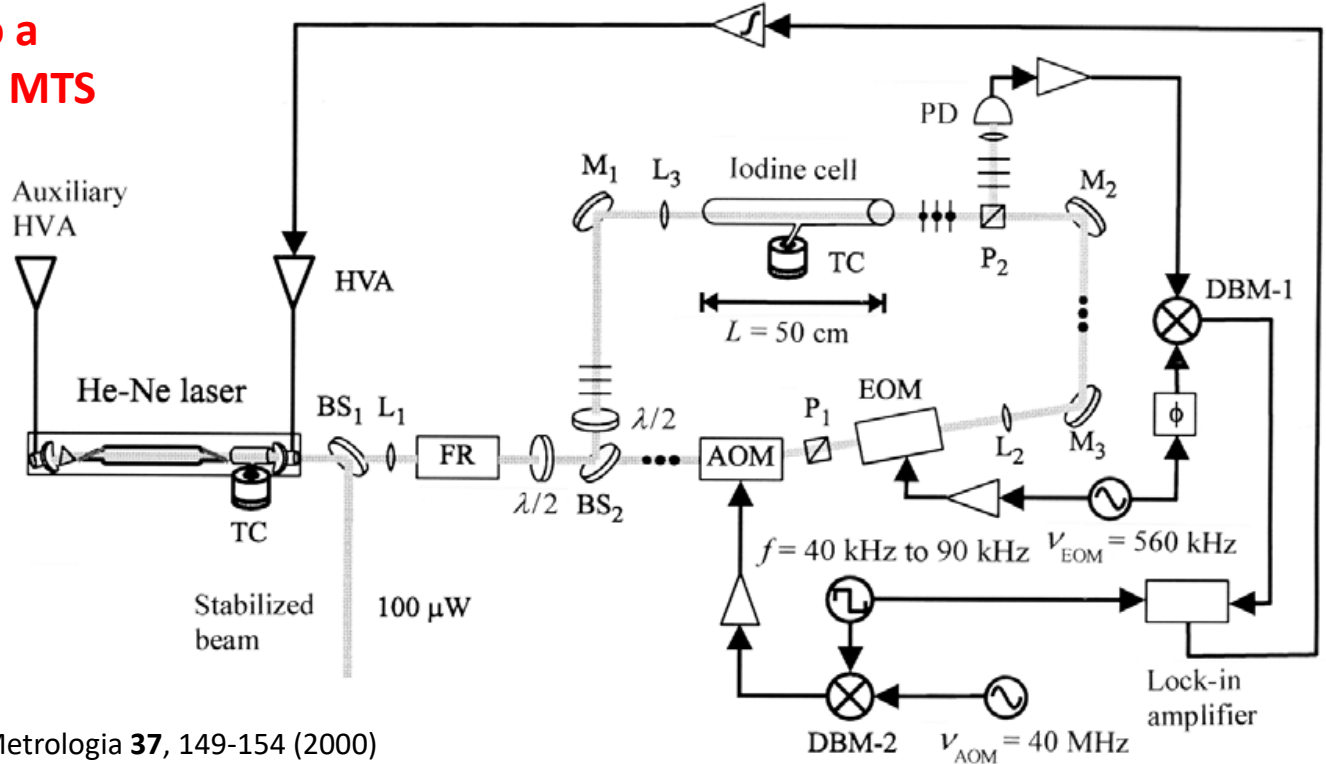 a
MTS
Auxiliary
HVA
HVA
He-Ne laser
TC
BS1
L1
FR
λ/2
BS2
λ/2
M1
L3
Iodine cell
TC
L = 50 cm
PD
P2
M2
DBM-1
ϕ
M3
L2
EOM
P1
AOM
νEOM = 560 kHz
f = 40 kHz to 90 kHz
Stabilized
beam
100 μW
Lock-in
amplifier
DBM-2
νAOM = 40 MHz
Metrologia 37, 149-154 (2000)